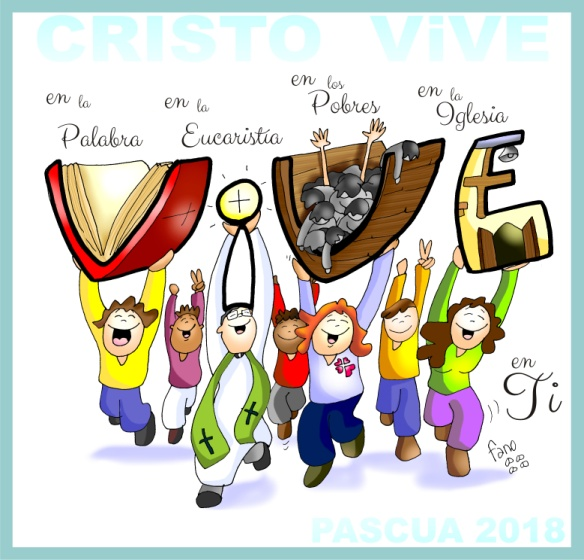 CRISTO ViVE
en la
Palabra
en la
Eucaristía
en los
Pobres
en la
Iglesia
VIVE
en
Ti
fano
PASCUA 2018